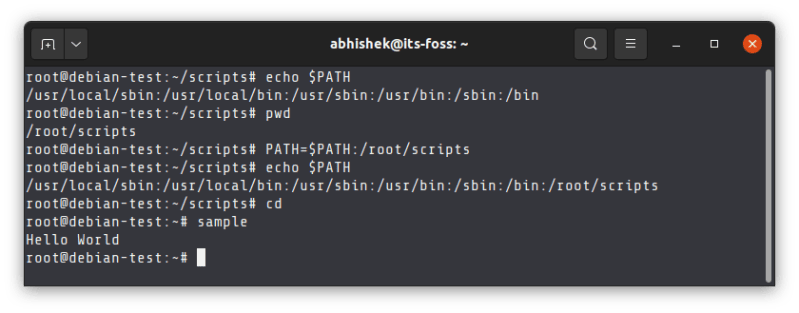 abhishek@its-foss: ~
root@debian-test:~/scripts# echo $PATH
/usr/local/sbin:/usr/local/bin:/usr/sbin:/usr/bin:/sbin:/bin
root@debian-test:~/scripts# pwd
/root/scripts
root@debian-test:~/scripts# PATH=$PATH:/root/scripts
root@debian-test:~/scripts# echo $PATH
/usr/local/sbin:/usr/local/bin:/usr/sbin:/usr/bin:/sbin:/bin:/root/scripts
root@debian-test:~/scripts# cd
root@debian-test:~# sample
Hello World
root@debian-test:~#